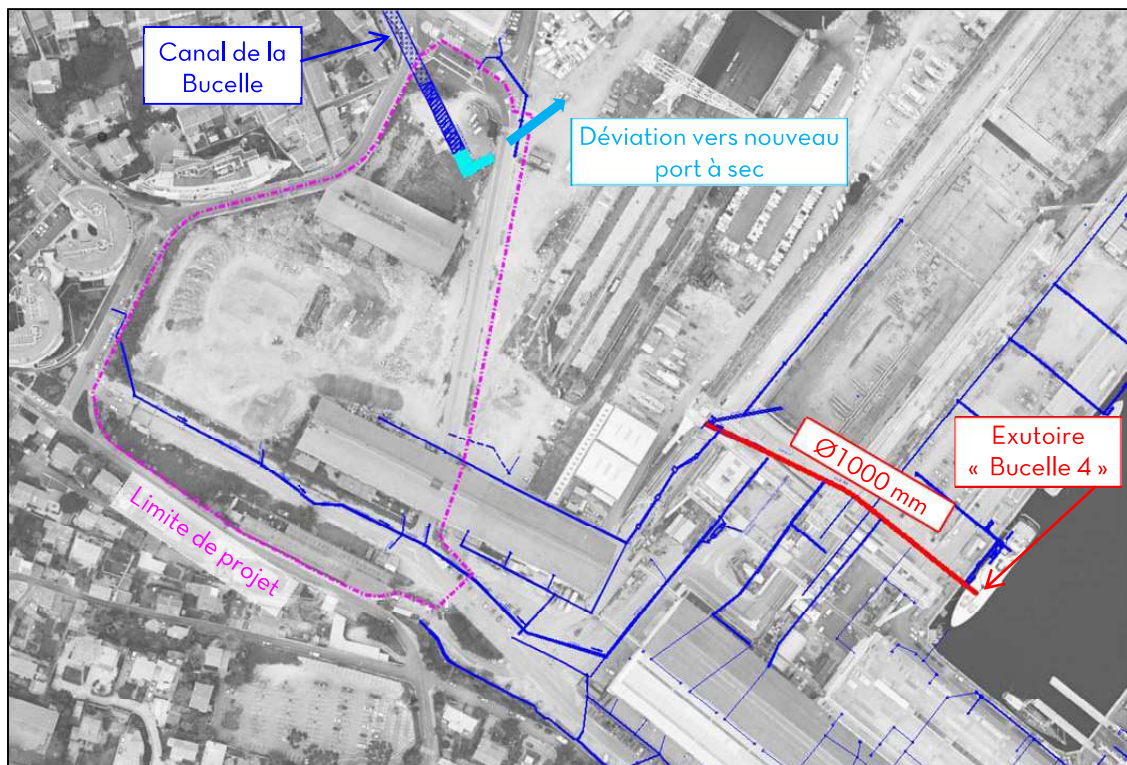 Canal de la
Bucelle
Déviation vers nouveau
port à sec
Ø1000 mm
Exutoire
« Bucelle 4 »
Limite de projet